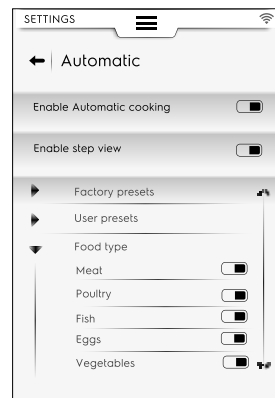 SETTINGS
Automatic
Enable Automatic cooking
Enable step view
Factory presets
User presets
Food type
Meat
Poultry
Fish
Eggs
Vegetables